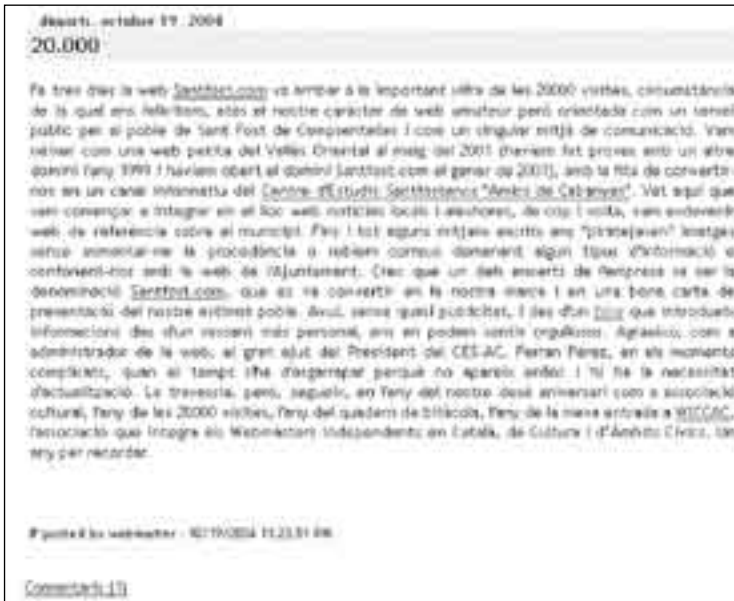 dimarts, octubre 19, 2004
20.000
Fa tres dies la web Santfost.com va arribar a la important xifra de les 20000 visites, circumstància
de la qual ens felicitem, atès el nostre caràcter de web amateur però orientada com un servei
públic per al poble de Sant Fost de Campsentelles i com un singular mitjà de comunicació. Vam
néixer com una web petita del Vallès Oriental al maig del 2001 (havíem fet proves amb un altre
domini l'any 1999 i havíem obert el domini Santfost.com al gener de 2001), amb la fita de convertir-
nos en un canal informatiu del Centre d'Estudis Santfostencs "Amics de Cabanyes". Vet aquí que
vam començar a integrar en el lloc web notícies locals i aleshores, de cop i volta, vam esdevenir
web de referència sobre el municipi. Fins i tot alguns mitjans escrits ens "piratejaven" imatges
sense esmentar-ne la procedència o rebíem correus demanant algun tipus d'informació o
confonent-nos amb la web de l'Ajuntament. Crec que un dels encerts de l'empresa va ser la
denominació Santfost.com, que es va convertir en la nostra marca i en una bona carta de
presentació del nostre estimat poble. Avui, sense quasi publicitat, i des d'un bloc que introdueix
informacions des d'un vessant més personal, ens en podem sentir orgullosos. Agraeixo, com a
administrador de la web, el gran ajut del President del CES-AC, Ferran Pérez, en els moments
complicats, quan el temps s'ha d'esgarrapar perquè no apareix enlloc i hi ha la necessitat
d'actualització. La travessia, però, segueix, en l'any del nostre desè aniversari com a associació
cultural, l'any de les 20000 visites, l'any del quadern de bitàcola, l'any de la meva entrada a WICCAC,
l'associació que integra els Webmàsters Independents en Català, de Cultura i d'Àmbits Cívics. Un
any per recordar.
# posted by webmaster : 10/19/2004 11:23:51 PM
Comentaris (1)